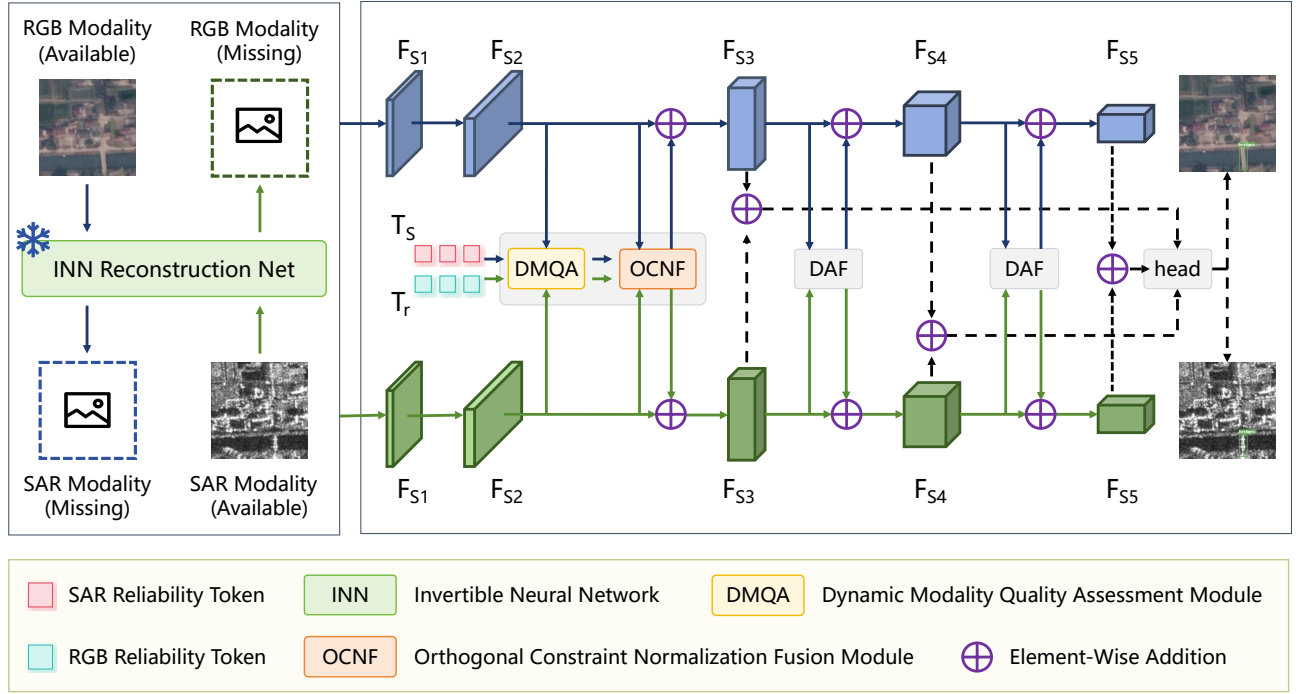 RGB Modality
(Available)
RGB Modality
(Missing)
INN Reconstruction Net
SAR Modality
(Missing)
SAR Modality
(Available)
F_S1
F_S2
F_S3
F_S4
F_S5
T_S
T_r
DMQA
OCNF
DAF
DAF
head
F_S1
F_S2
F_S3
F_S4
F_S5
SAR Reliability Token
INN
Invertible Neural Network
DMQA
Dynamic Modality Quality Assessment Module
RGB Reliability Token
OCNF
Orthogonal Constraint Normalization Fusion Module
Element-Wise Addition